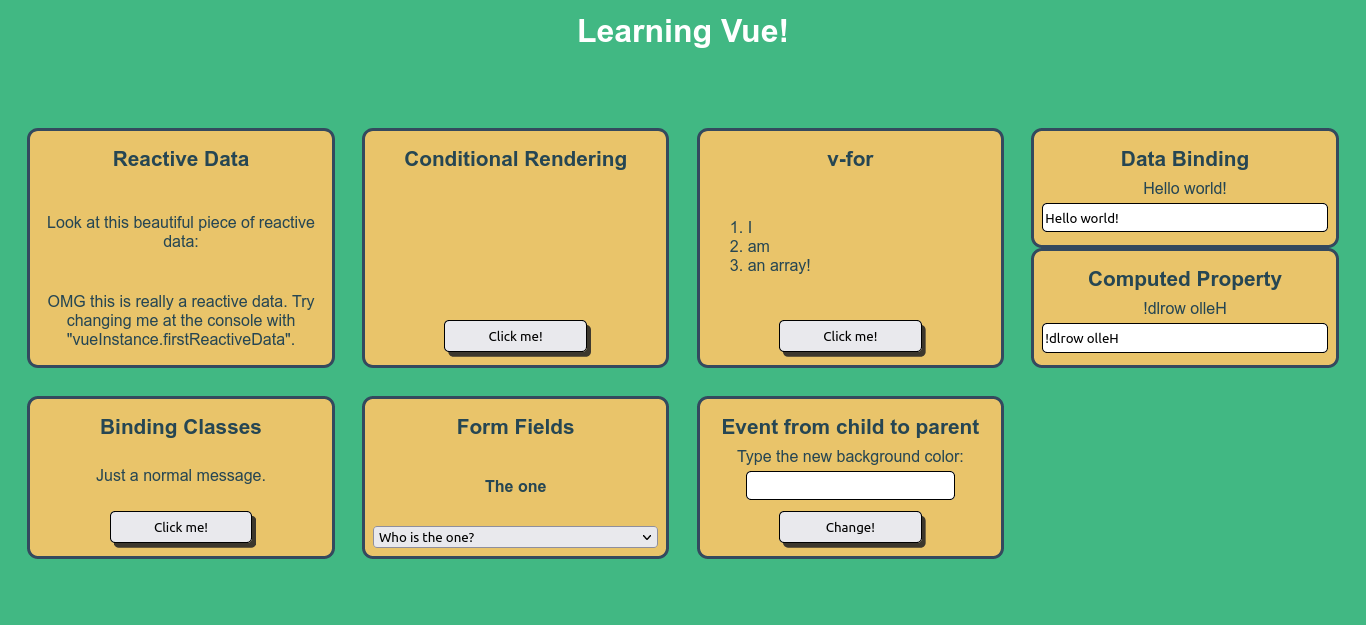 Learning Vue!
Reactive Data
Look at this beautiful piece of reactive
data:
OMG this is really a reactive data. Try
changing me at the console with
"vueInstance.firstReactiveData".
Conditional Rendering
Click me!
v-for
1. I
2. am
3. an array!
Click me!
Data Binding
Hello world!
Hello world!
Computed Property
!dlrow olleH
!dlrow olleH
Binding Classes
Just a normal message.
Click me!
Form Fields
The one
Who is the one?
Event from child to parent
Type the new background color:
Change!